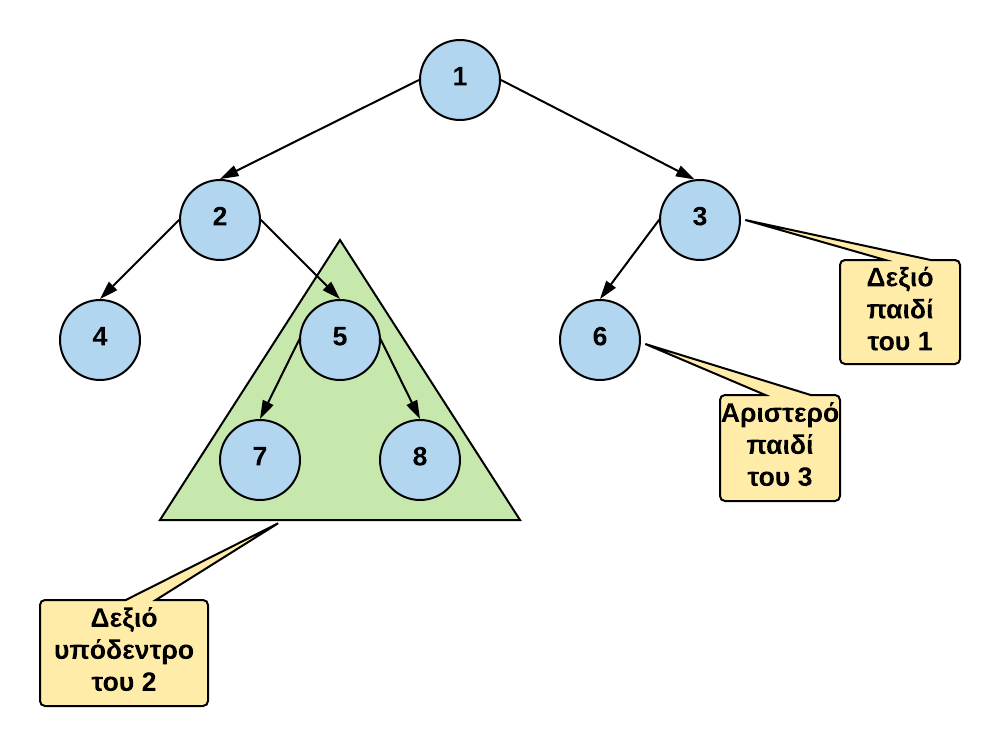 1
2
3
4
5
6
7
8
Δεξιό
παιδί
του 1
Αριστερό
παιδί
του 3
Δεξιό
υπόδεντρο
του 2